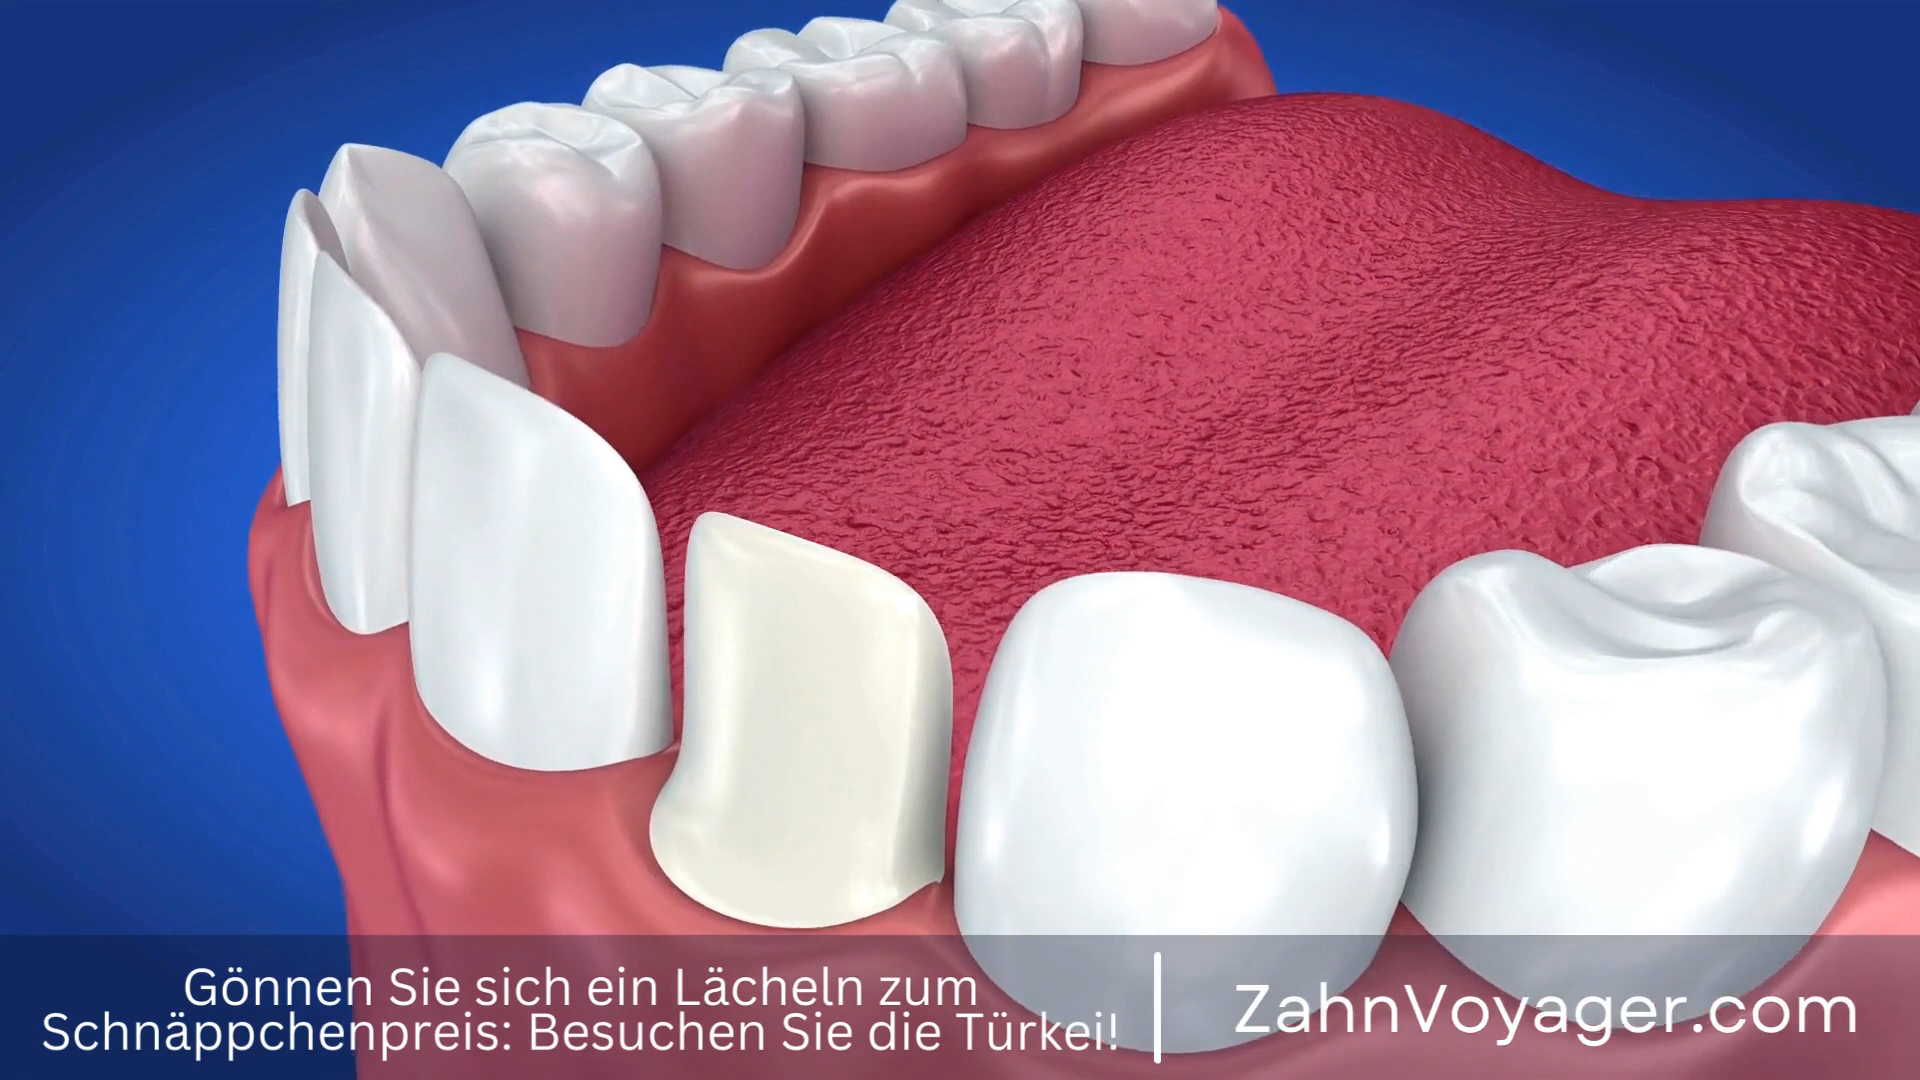 Gönnen Sie sich ein Lächeln zum
Schnäppchenpreis: Besuchen Sie die Türkei!
ZahnVoyager.com